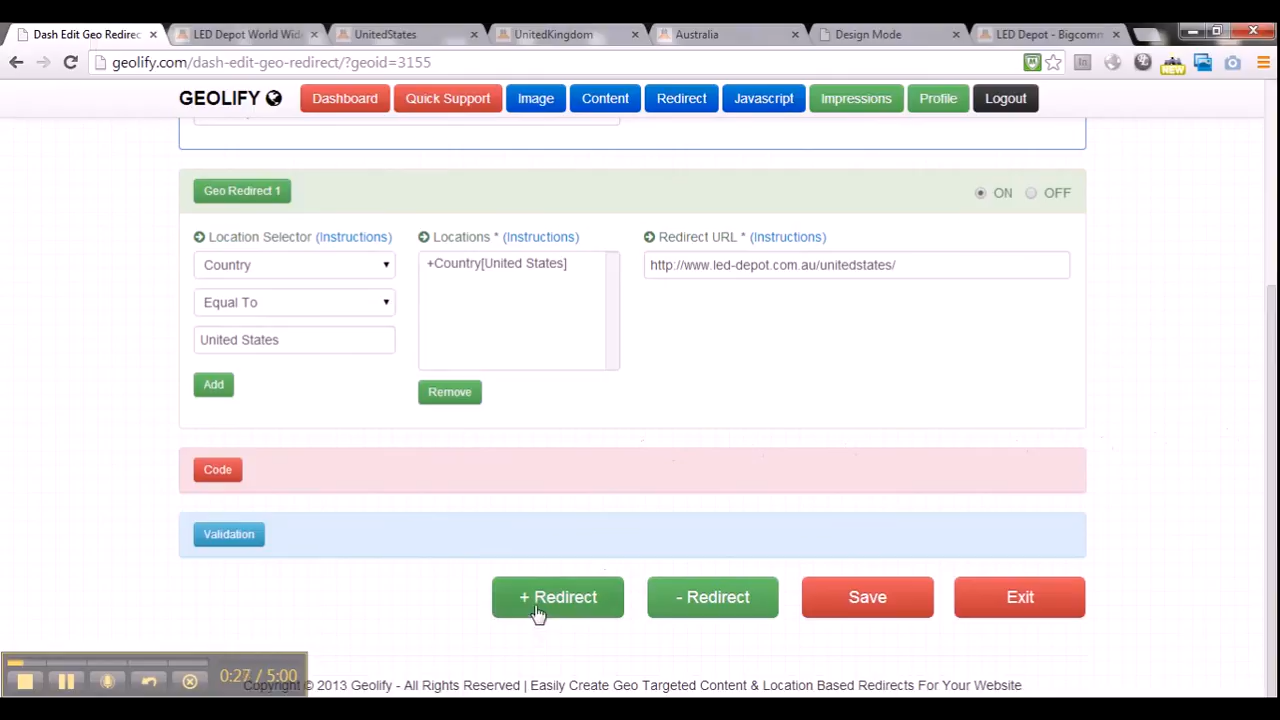 Dash Edit Geo Redirec
LED Depot World Wide
UnitedStates
UnitedKingdom
Australia
Design Mode
LED Depot - Bigcomm
geolify.com/dash-edit-geo-redirect/?geoid=3155
NEW
GEOLIFY
Dashboard
Quick Support
Image
Content
Redirect
Javascript
Impressions
Profile
Logout
Geo Redirect 1
ON
OFF
Location Selector (Instructions)
Locations * (Instructions)
Redirect URL * (Instructions)
Country
+Country[United States]
http://www.led-depot.com.au/unitedstates/
Equal To
United States
Add
Remove
Code
Validation
+ Redirect
- Redirect
Save
Exit
0:27 / 5:00
Copyright © 2013 Geolify - All Rights Reserved | Easily Create Geo Targeted Content & Location Based Redirects For Your Website